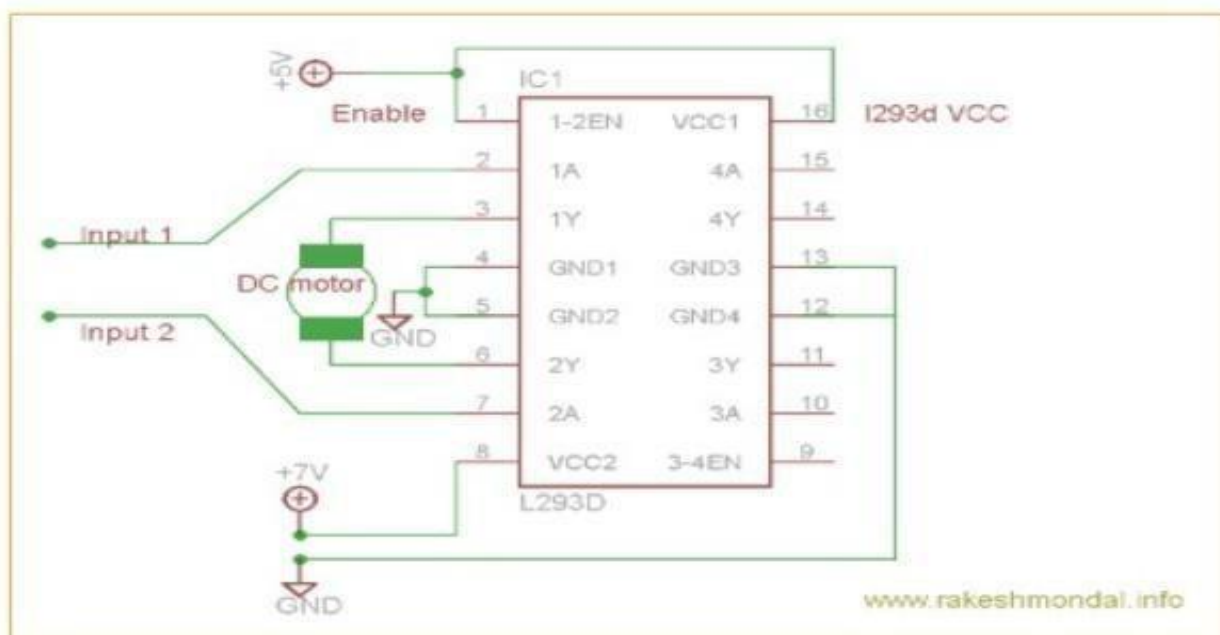 +5V
IC1
Enable
1
1-2EN
VCC1
16
l293d VCC
2
1A
4A
15
3
1Y
4Y
14
Input 1
4
GND1
GND3
13
DC motor
5
GND2
GND4
12
Input 2
GND
6
2Y
3Y
11
7
2A
3A
10
8
VCC2
3-4EN
9
+7V
L293D
GND
www.rakeshmondal.info